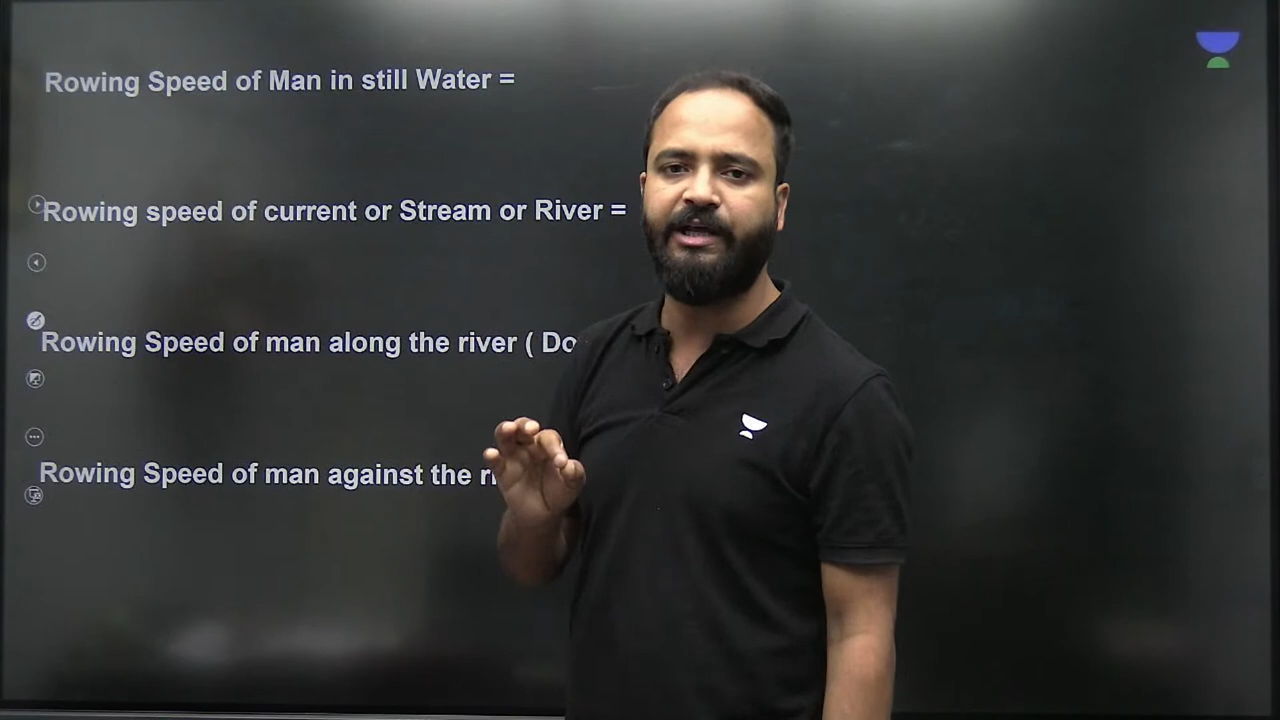 Rowing Speed of Man in still Water =
Rowing speed of current or Stream or River =
Rowing Speed of man along the river ( Do
Rowing Speed of man against the